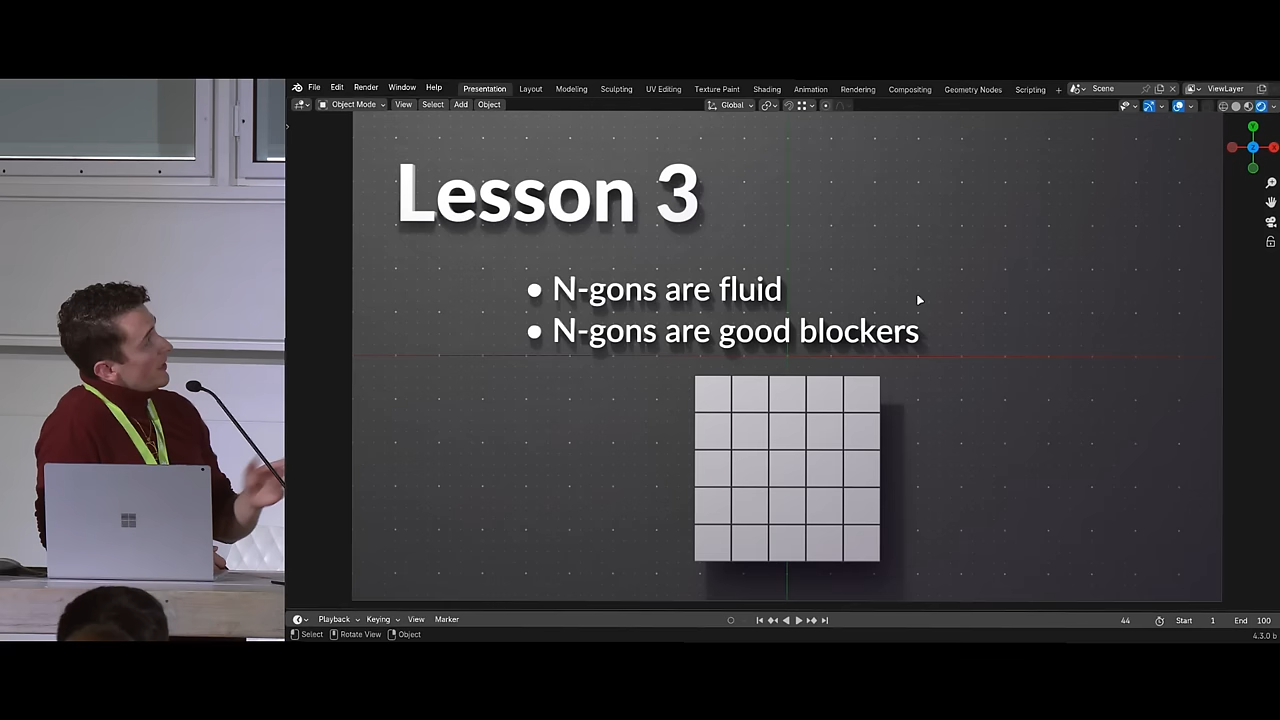 File Edit Render Window Help Presentation Layout Modeling Sculpting UV Editing Texture Paint Shading Animation Rendering Compositing Geometry Nodes Scripting + Scene ViewLayer
Object Mode View Select Add Object Global
Lesson 3
• N-gons are fluid
• N-gons are good blockers
Y
Z
X
Playback Keying View Marker 44 Start 1 End 100
Select Rotate View Object 4.3.0 b